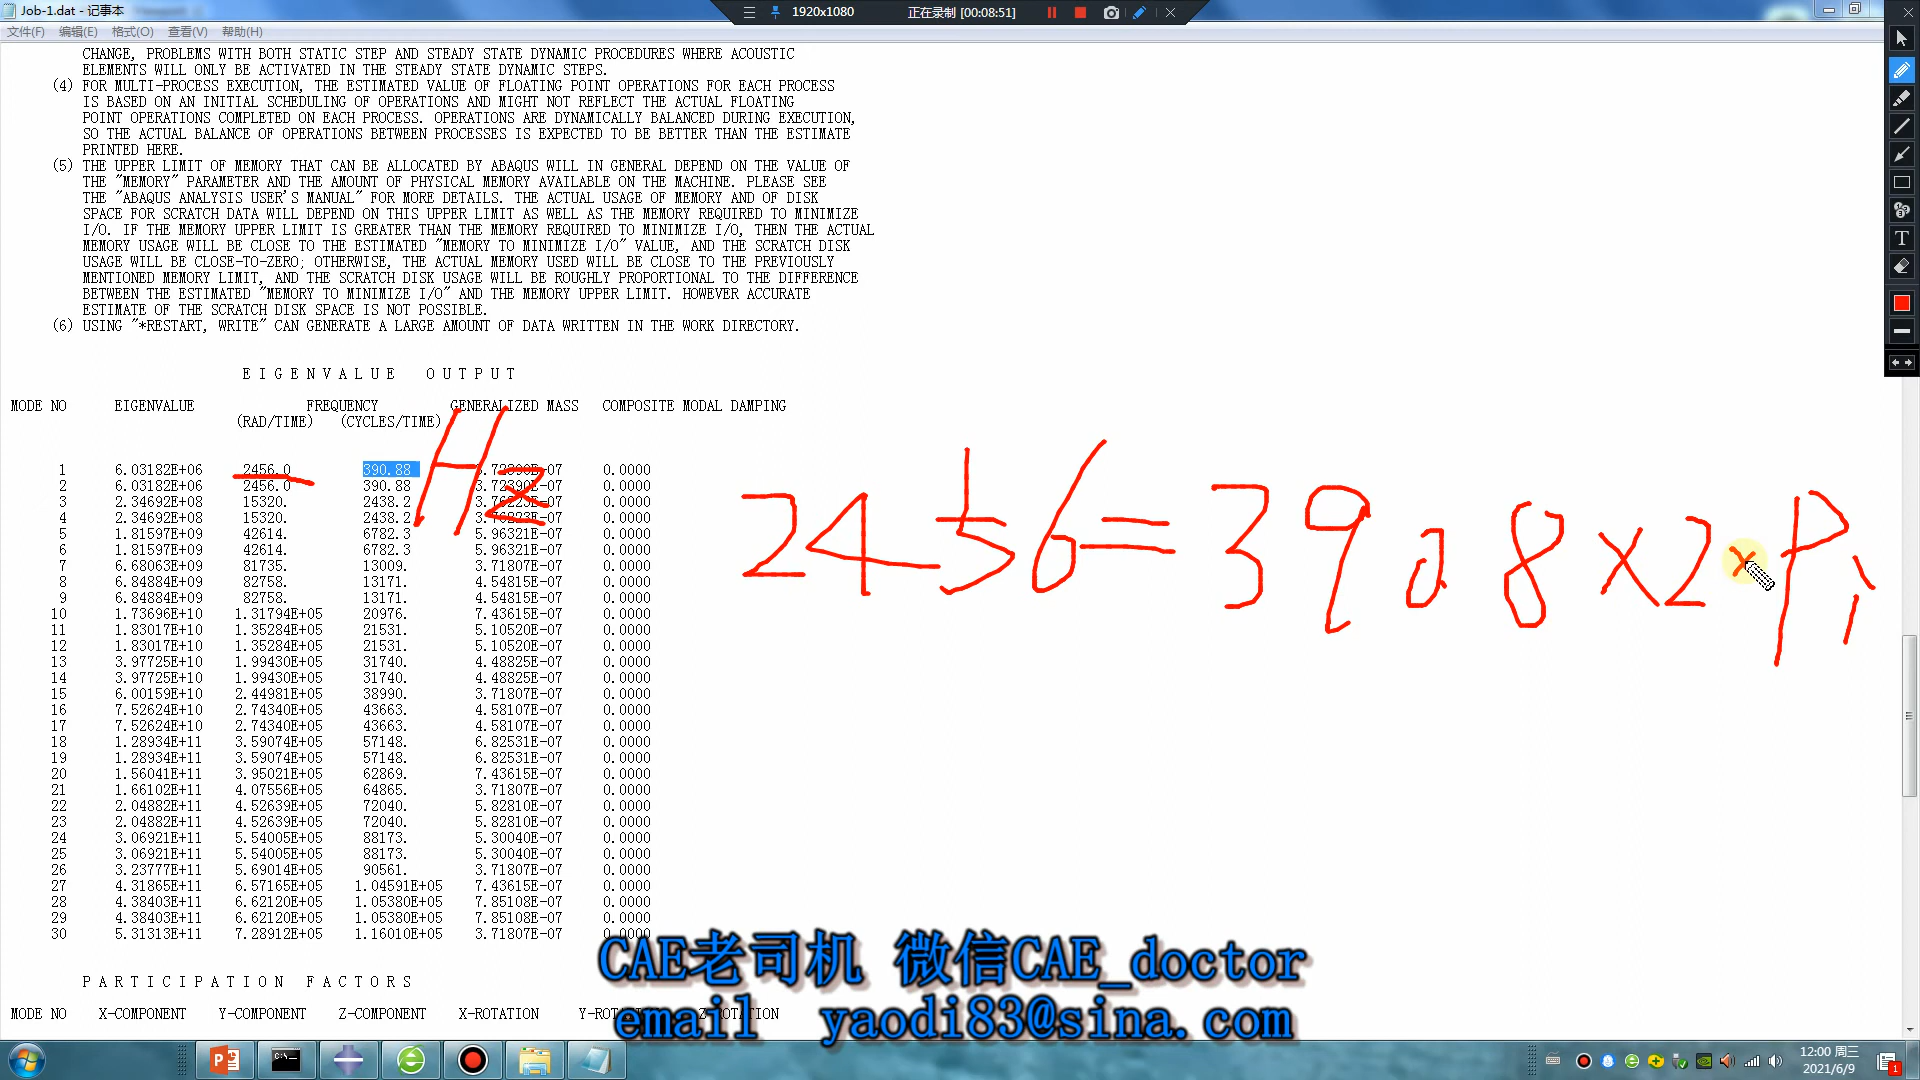 Job-1.dat - 记事本
1920x1080 正在录制 [00:08:51]
文件(F) 编辑(E) 格式(O) 查看(V) 帮助(H)
CHANGE, PROBLEMS WITH BOTH STATIC STEP AND STEADY STATE DYNAMIC PROCEDURES WHERE ACOUSTIC
ELEMENTS WILL ONLY BE ACTIVATED IN THE STEADY STATE DYNAMIC STEPS.
(4) FOR MULTI-PROCESS EXECUTION, THE ESTIMATED VALUE OF FLOATING POINT OPERATIONS FOR EACH PROCESS
IS BASED ON AN INITIAL SCHEDULING OF OPERATIONS AND MIGHT NOT REFLECT THE ACTUAL FLOATING
POINT OPERATIONS COMPLETED ON EACH PROCESS. OPERATIONS ARE DYNAMICALLY BALANCED DURING EXECUTION,
SO THE ACTUAL BALANCE OF OPERATIONS BETWEEN PROCESSES IS EXPECTED TO BE BETTER THAN THE ESTIMATE
PRINTED HERE.
(5) THE UPPER LIMIT OF MEMORY THAT CAN BE ALLOCATED BY ABAQUS WILL IN GENERAL DEPEND ON THE VALUE OF
THE "MEMORY" PARAMETER AND THE AMOUNT OF PHYSICAL MEMORY AVAILABLE ON THE MACHINE. PLEASE SEE
THE "ABAQUS ANALYSIS USER'S MANUAL" FOR MORE DETAILS. THE ACTUAL USAGE OF MEMORY AND OF DISK
SPACE FOR SCRATCH DATA WILL DEPEND ON THIS UPPER LIMIT AS WELL AS THE MEMORY REQUIRED TO MINIMIZE
I/O. IF THE MEMORY UPPER LIMIT IS GREATER THAN THE MEMORY REQUIRED TO MINIMIZE I/O, THEN THE ACTUAL
MEMORY USAGE WILL BE CLOSE TO THE ESTIMATED "MEMORY TO MINIMIZE I/O" VALUE, AND THE SCRATCH DISK
USAGE WILL BE CLOSE-TO-ZERO; OTHERWISE, THE ACTUAL MEMORY USED WILL BE CLOSE TO THE PREVIOUSLY
MENTIONED MEMORY LIMIT, AND THE SCRATCH DISK USAGE WILL BE ROUGHLY PROPORTIONAL TO THE DIFFERENCE
BETWEEN THE ESTIMATED "MEMORY TO MINIMIZE I/O" AND THE MEMORY UPPER LIMIT. HOWEVER ACCURATE
ESTIMATE OF THE SCRATCH DISK SPACE IS NOT POSSIBLE.
(6) USING "*RESTART, WRITE" CAN GENERATE A LARGE AMOUNT OF DATA WRITTEN IN THE WORK DIRECTORY.
E I G E N V A L U E O U T P U T
MODE NO EIGENVALUE FREQUENCY GENERALIZED MASS COMPOSITE MODAL DAMPING
(RAD/TIME) (CYCLES/TIME)
Hz
2456=390.8×2×Pi
1 6.03182E+06 2456.0 390.88 3.72390E-07 0.0000
2 6.03182E+06 2456.0 390.88 3.72390E-07 0.0000
3 2.34692E+08 15320. 2438.2 3.76223E-07 0.0000
4 2.34692E+08 15320. 2438.2 3.76223E-07 0.0000
5 1.81597E+09 42614. 6782.3 5.96321E-07 0.0000
6 1.81597E+09 42614. 6782.3 5.96321E-07 0.0000
7 6.68063E+09 81735. 13009. 3.71807E-07 0.0000
8 6.84884E+09 82758. 13171. 4.54815E-07 0.0000
9 6.84884E+09 82758. 13171. 4.54815E-07 0.0000
10 1.73696E+10 1.31794E+05 20976. 7.43615E-07 0.0000
11 1.83017E+10 1.35284E+05 21531. 5.10520E-07 0.0000
12 1.83017E+10 1.35284E+05 21531. 5.10520E-07 0.0000
13 3.97725E+10 1.99430E+05 31740. 4.48825E-07 0.0000
14 3.97725E+10 1.99430E+05 31740. 4.48825E-07 0.0000
15 6.00159E+10 2.44981E+05 38990. 3.71807E-07 0.0000
16 7.52624E+10 2.74340E+05 43663. 4.58107E-07 0.0000
17 7.52624E+10 2.74340E+05 43663. 4.58107E-07 0.0000
18 1.28934E+11 3.59074E+05 57148. 6.82531E-07 0.0000
19 1.28934E+11 3.59074E+05 57148. 6.82531E-07 0.0000
20 1.56041E+11 3.95021E+05 62869. 7.43615E-07 0.0000
21 1.66102E+11 4.07556E+05 64865. 3.71807E-07 0.0000
22 2.04882E+11 4.52639E+05 72040. 5.82810E-07 0.0000
23 2.04882E+11 4.52639E+05 72040. 5.82810E-07 0.0000
24 3.06921E+11 5.54005E+05 88173. 5.30040E-07 0.0000
25 3.06921E+11 5.54005E+05 88173. 5.30040E-07 0.0000
26 3.23777E+11 5.69014E+05 90561. 3.71807E-07 0.0000
27 4.31865E+11 6.57165E+05 1.04591E+05 7.43615E-07 0.0000
28 4.38403E+11 6.62120E+05 1.05380E+05 7.85108E-07 0.0000
29 4.38403E+11 6.62120E+05 1.05380E+05 7.85108E-07 0.0000
30 5.31313E+11 7.28912E+05 1.16010E+05 3.71807E-07 0.0000
CAE老司机 微信CAE_doctor
P A R T I C I P A T I O N F A C T O R S
MODE NO X-COMPONENT Y-COMPONENT Z-COMPONENT X-ROTATION
email yaodi83@sina.com
12:00 周三
2021/6/9